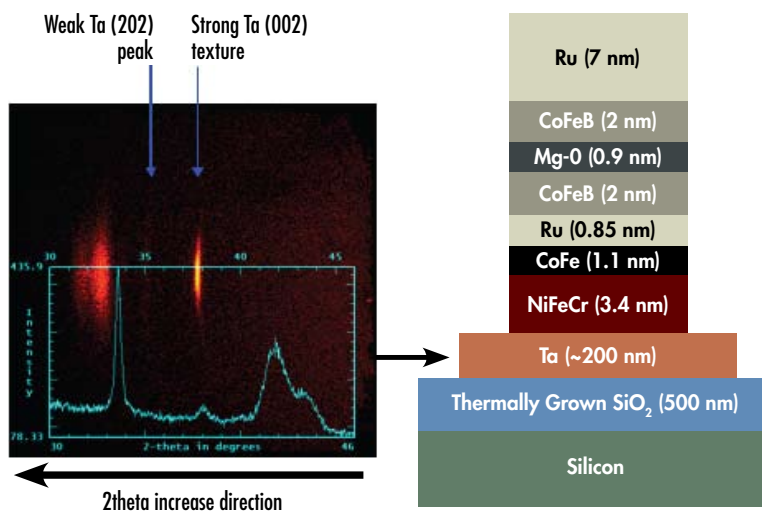 Weak Ta (202)
peak
Strong Ta (002)
texture
30 35 40 45
435.9
Intensity
78.33
30 2-theta in degrees 46
2theta increase direction
Ru (7 nm)
CoFeB (2 nm)
Mg-0 (0.9 nm)
CoFeB (2 nm)
Ru (0.85 nm)
CoFe (1.1 nm)
NiFeCr (3.4 nm)
Ta (~200 nm)
Thermally Grown SiO₂ (500 nm)
Silicon